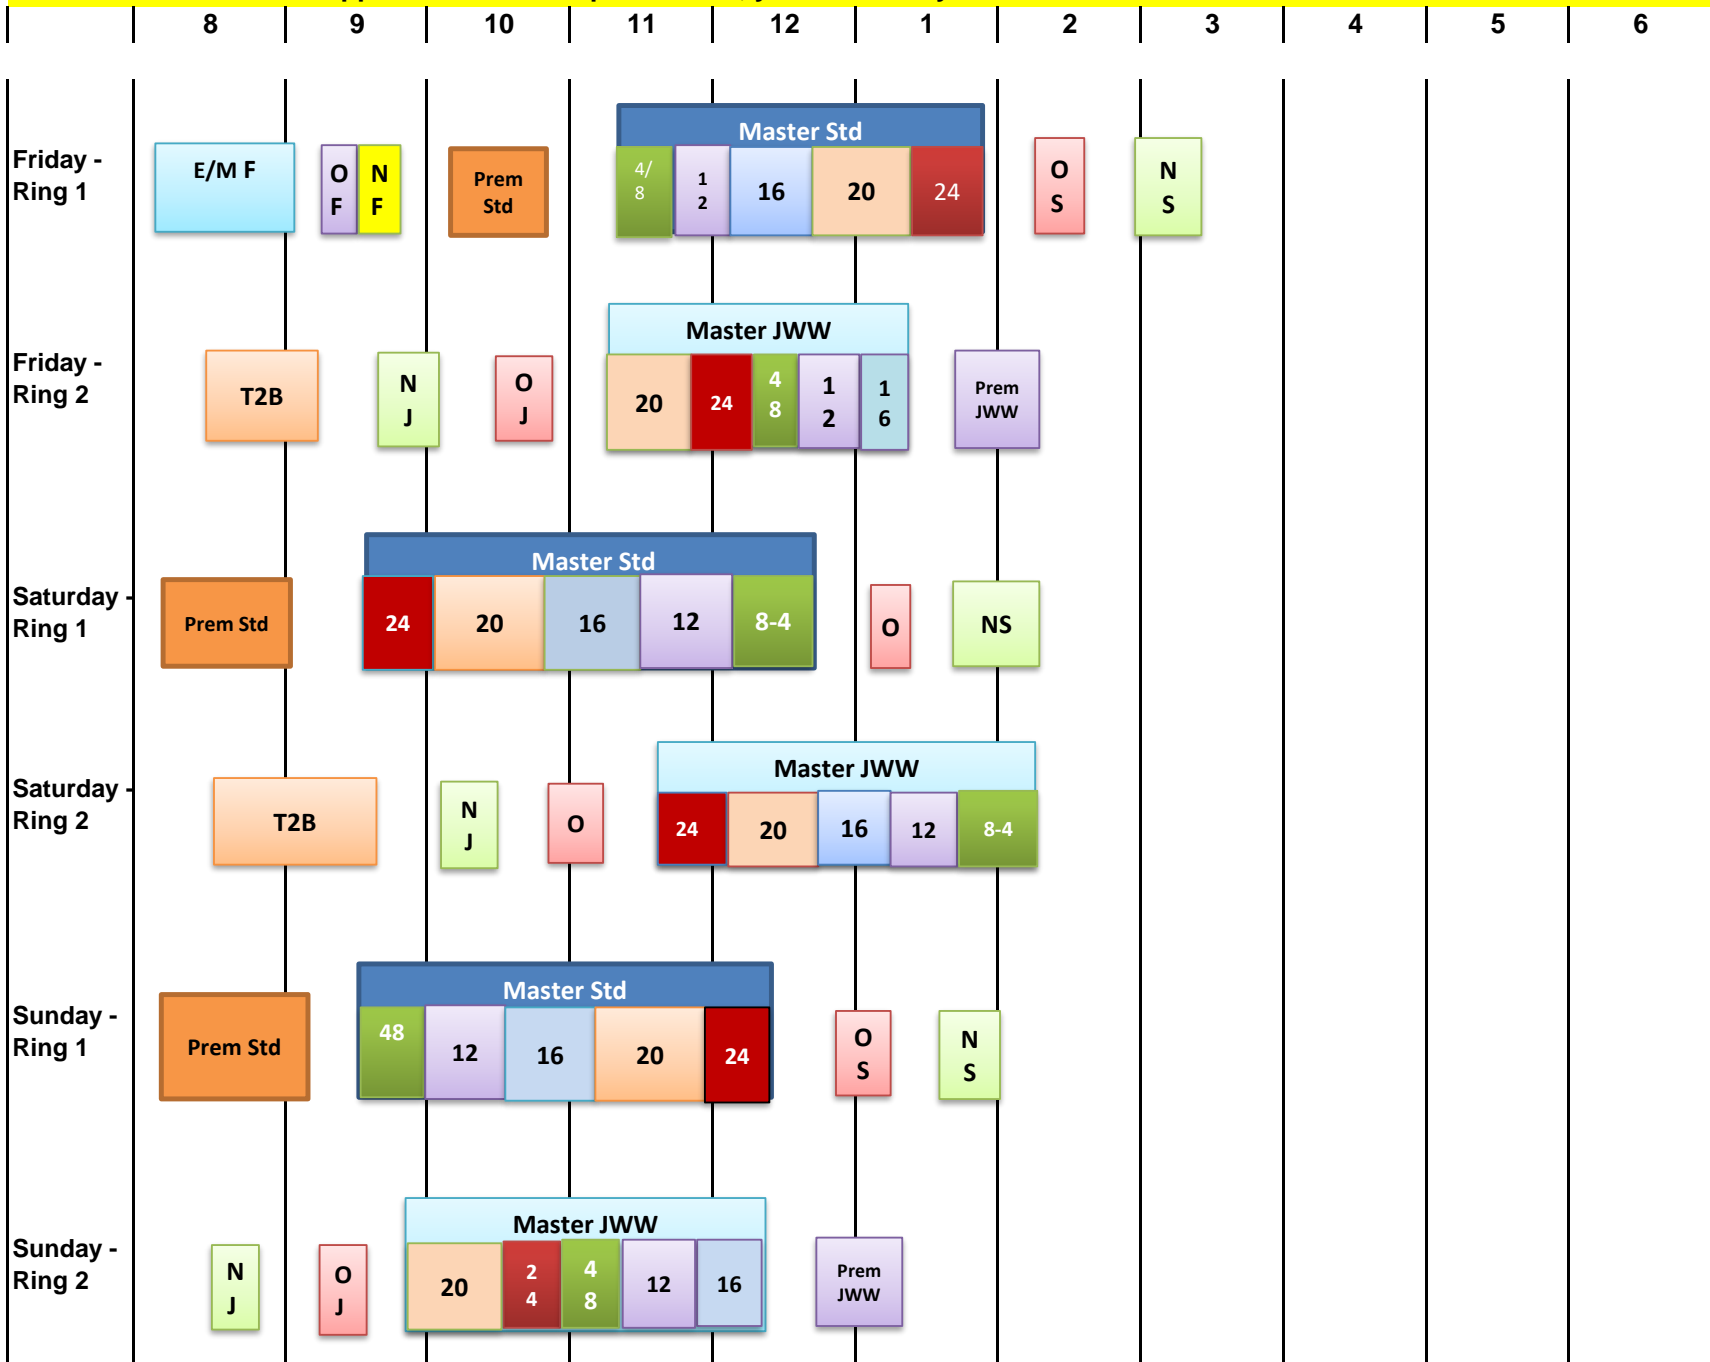 8 9 10 11 12 1 2 3 4 5 6
Master Std
Friday -
Ring 1
E/M F
O
F
N
F
Prem
Std
4/
8
1
2
16
20
24
O
S
N
S
Master JWW
Friday -
Ring 2
T2B
N
J
O
J
20
24
4
8
1
2
1
6
Prem
JWW
Master Std
Saturday -
Ring 1
Prem Std
24
20
16
12
8-4
O
NS
Master JWW
Saturday -
Ring 2
T2B
N
J
O
24
20
16
12
8-4
Master Std
Sunday -
Ring 1
Prem Std
48
12
16
20
24
O
S
N
S
Master JWW
Sunday -
Ring 2
N
J
O
J
20
2
4
4
8
12
16
Prem
JWW